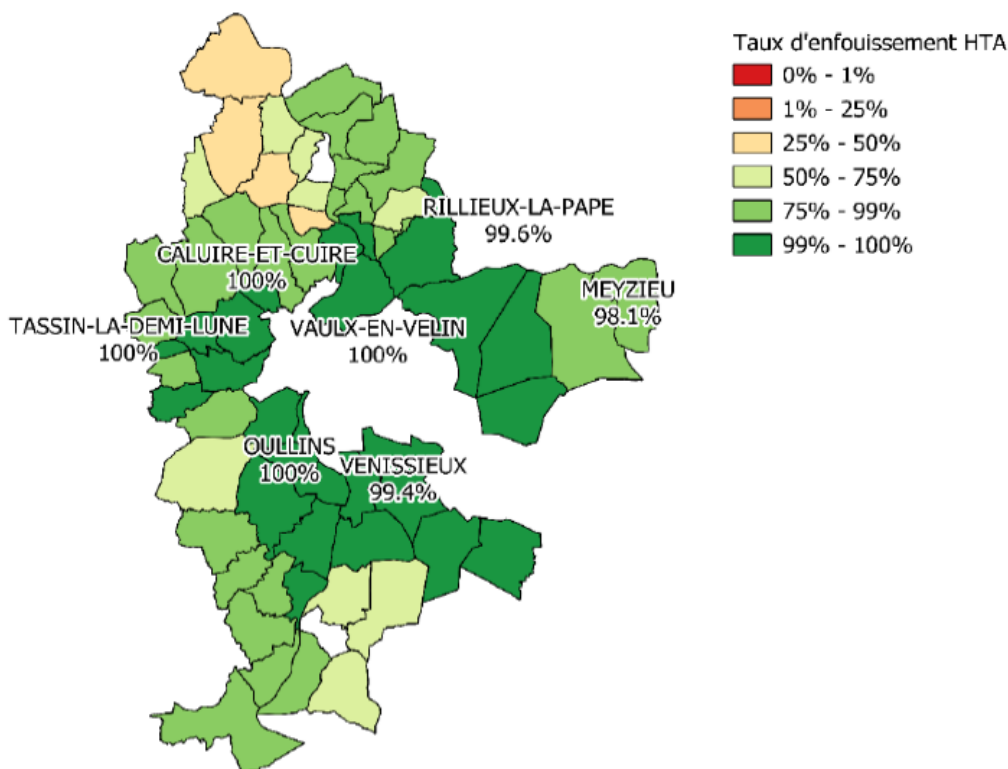 Taux d'enfouissement HTA
0% - 1%
1% - 25%
25% - 50%
50% - 75%
75% - 99%
99% - 100%
RILLIEUX-LA-PAPE
99.6%
CALUIRE-ET-CUIRE
100%
MEYZIEU
98.1%
TASSIN-LA-DEMI-LUNE
100%
VAULX-EN-VELIN
100%
OULLINS
100%
VENISSIEUX
99.4%